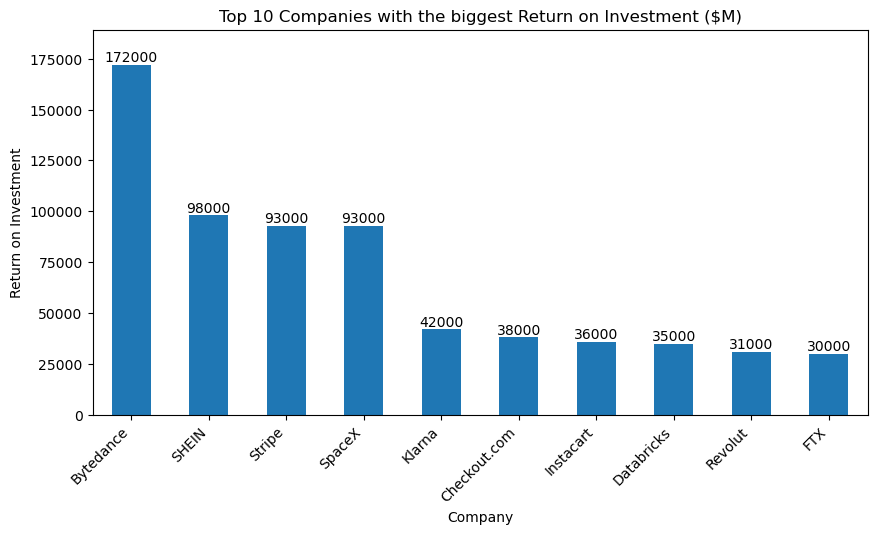 Top 10 Companies with the biggest Return on Investment ($M)
Return on Investment
175000
150000
125000
100000
75000
50000
25000
0
172000
98000
93000
93000
42000
38000
36000
35000
31000
30000
Bytedance
SHEIN
Stripe
SpaceX
Klarna
Checkout.com
Instacart
Databricks
Revolut
FTX
Company